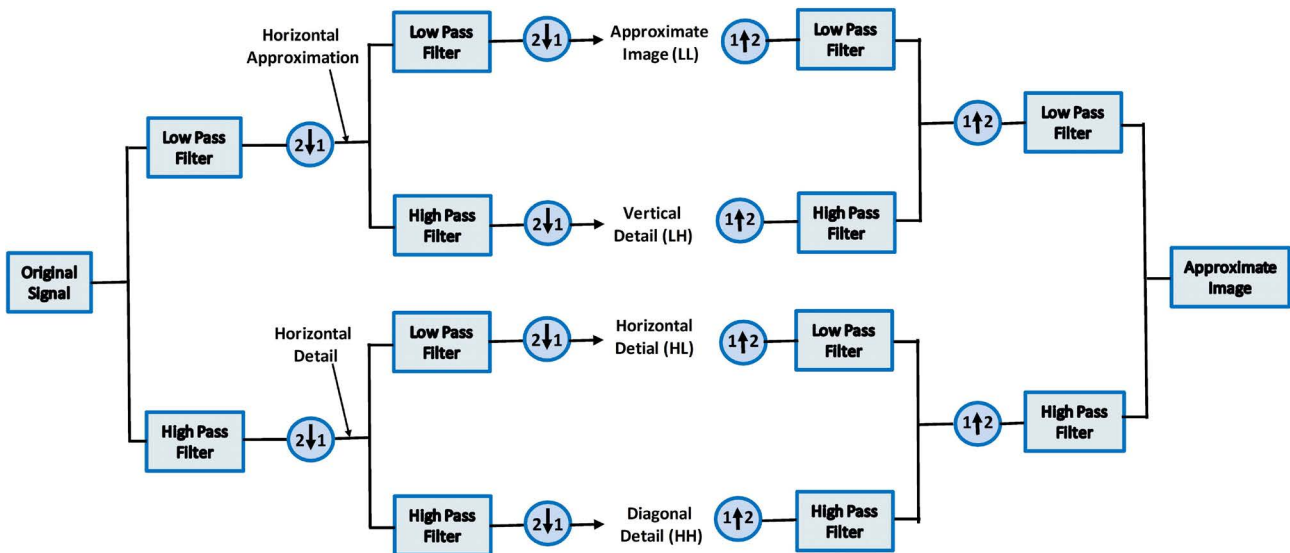 Horizontal
Approximation
Low Pass
Filter
2↓1
Approximate
Image (LL)
1↑2
Low Pass
Filter
Low Pass
Filter
2↓1
1↑2
Low Pass
Filter
High Pass
Filter
2↓1
Vertical
Detail (LH)
1↑2
High Pass
Filter
Original
Signal
Approximate
Image
Horizontal
Detail
Low Pass
Filter
2↓1
Horizontal
Detial (HL)
1↑2
Low Pass
Filter
High Pass
Filter
2↓1
1↑2
High Pass
Filter
High Pass
Filter
2↓1
Diagonal
Detail (HH)
1↑2
High Pass
Filter